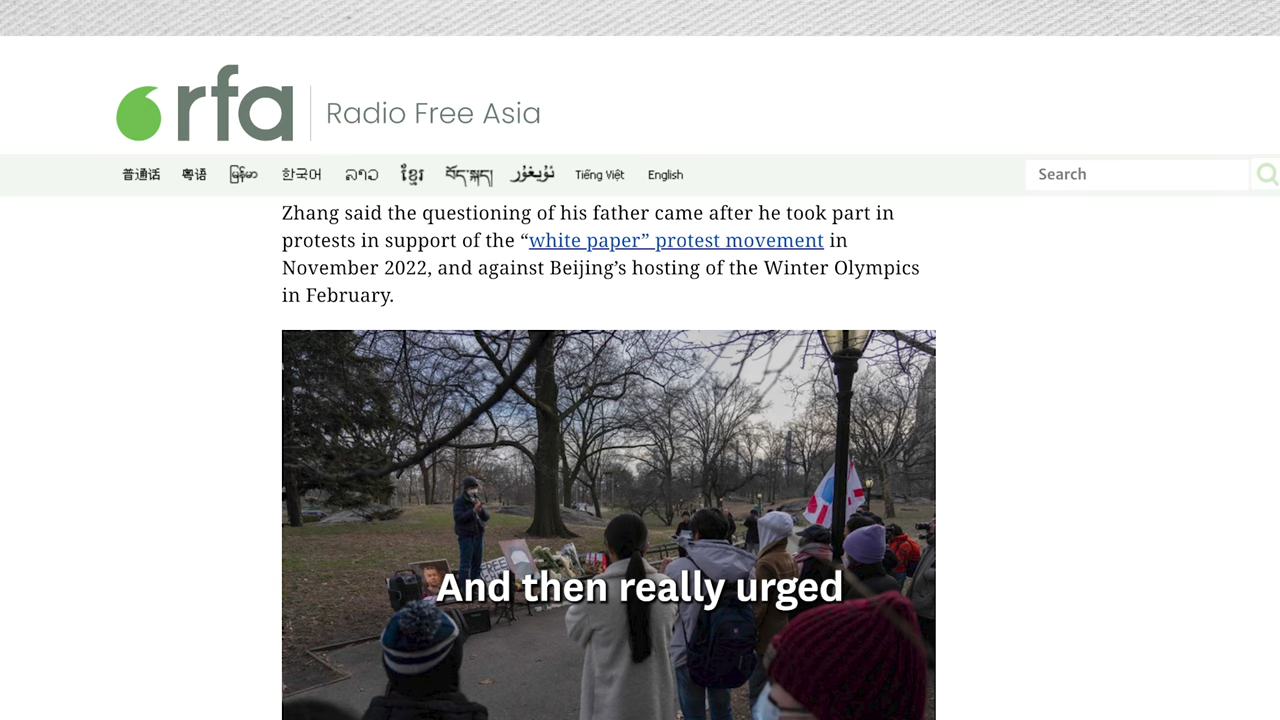 rfa
Radio Free Asia
普通话 粤语 မြန်မာ 한국어 ລາວ ខ្មែរ བོད་སྐད། ئۇيغۇر Tiếng Việt English Search
Zhang said the questioning of his father came after he took part in
protests in support of the “white paper” protest movement in
November 2022, and against Beijing’s hosting of the Winter Olympics
in February.
FREE
And then really urged